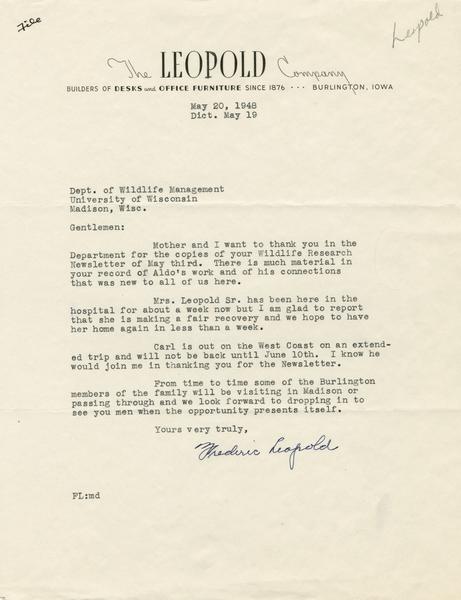 File
Leopold
The LEOPOLD Company
BUILDERS OF DESKS and OFFICE FURNITURE SINCE 1876 ··· BURLINGTON, IOWA
May 20, 1948
Dict. May 19
Dept. of Wildlife Management
University of Wisconsin
Madison, Wisc.
Gentlemen:
Mother and I want to thank you in the
Department for the copies of your Wildlife Research
Newsletter of May third. There is much material in
your record of Aldo's work and of his connections
that was new to all of us here.
Mrs. Leopold Sr. has been here in the
hospital for about a week now but I am glad to report
that she is making a fair recovery and we hope to have
her home again in less than a week.
Carl is out on the West Coast on an extend-
ed trip and will not be back until June 10th. I know he
would join me in thanking you for the Newsletter.
From time to time some of the Burlington
members of the family will be visiting in Madison or
passing through and we look forward to dropping in to
see you men when the opportunity presents itself.
Yours very truly,
Frederic Leopold
FL:md